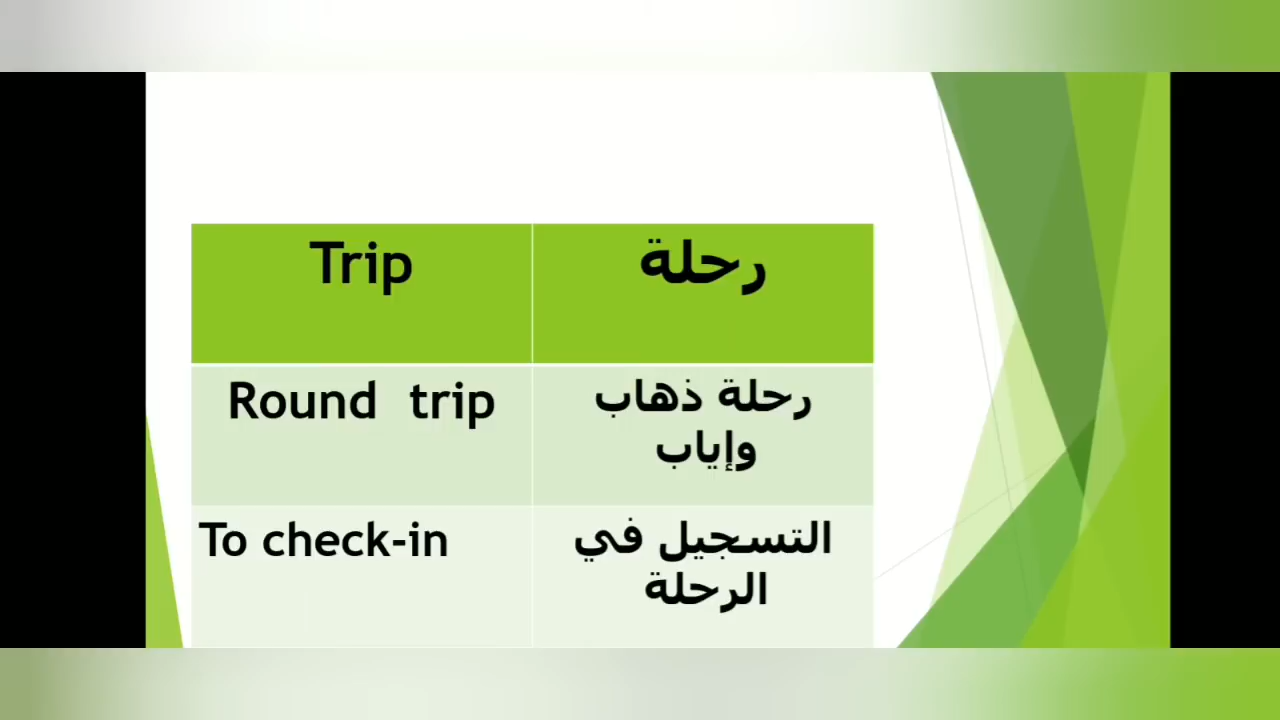 Trip
رحلة
Round trip
رحلة ذهاب
وإياب
To check-in
التسجيل في
الرحلة